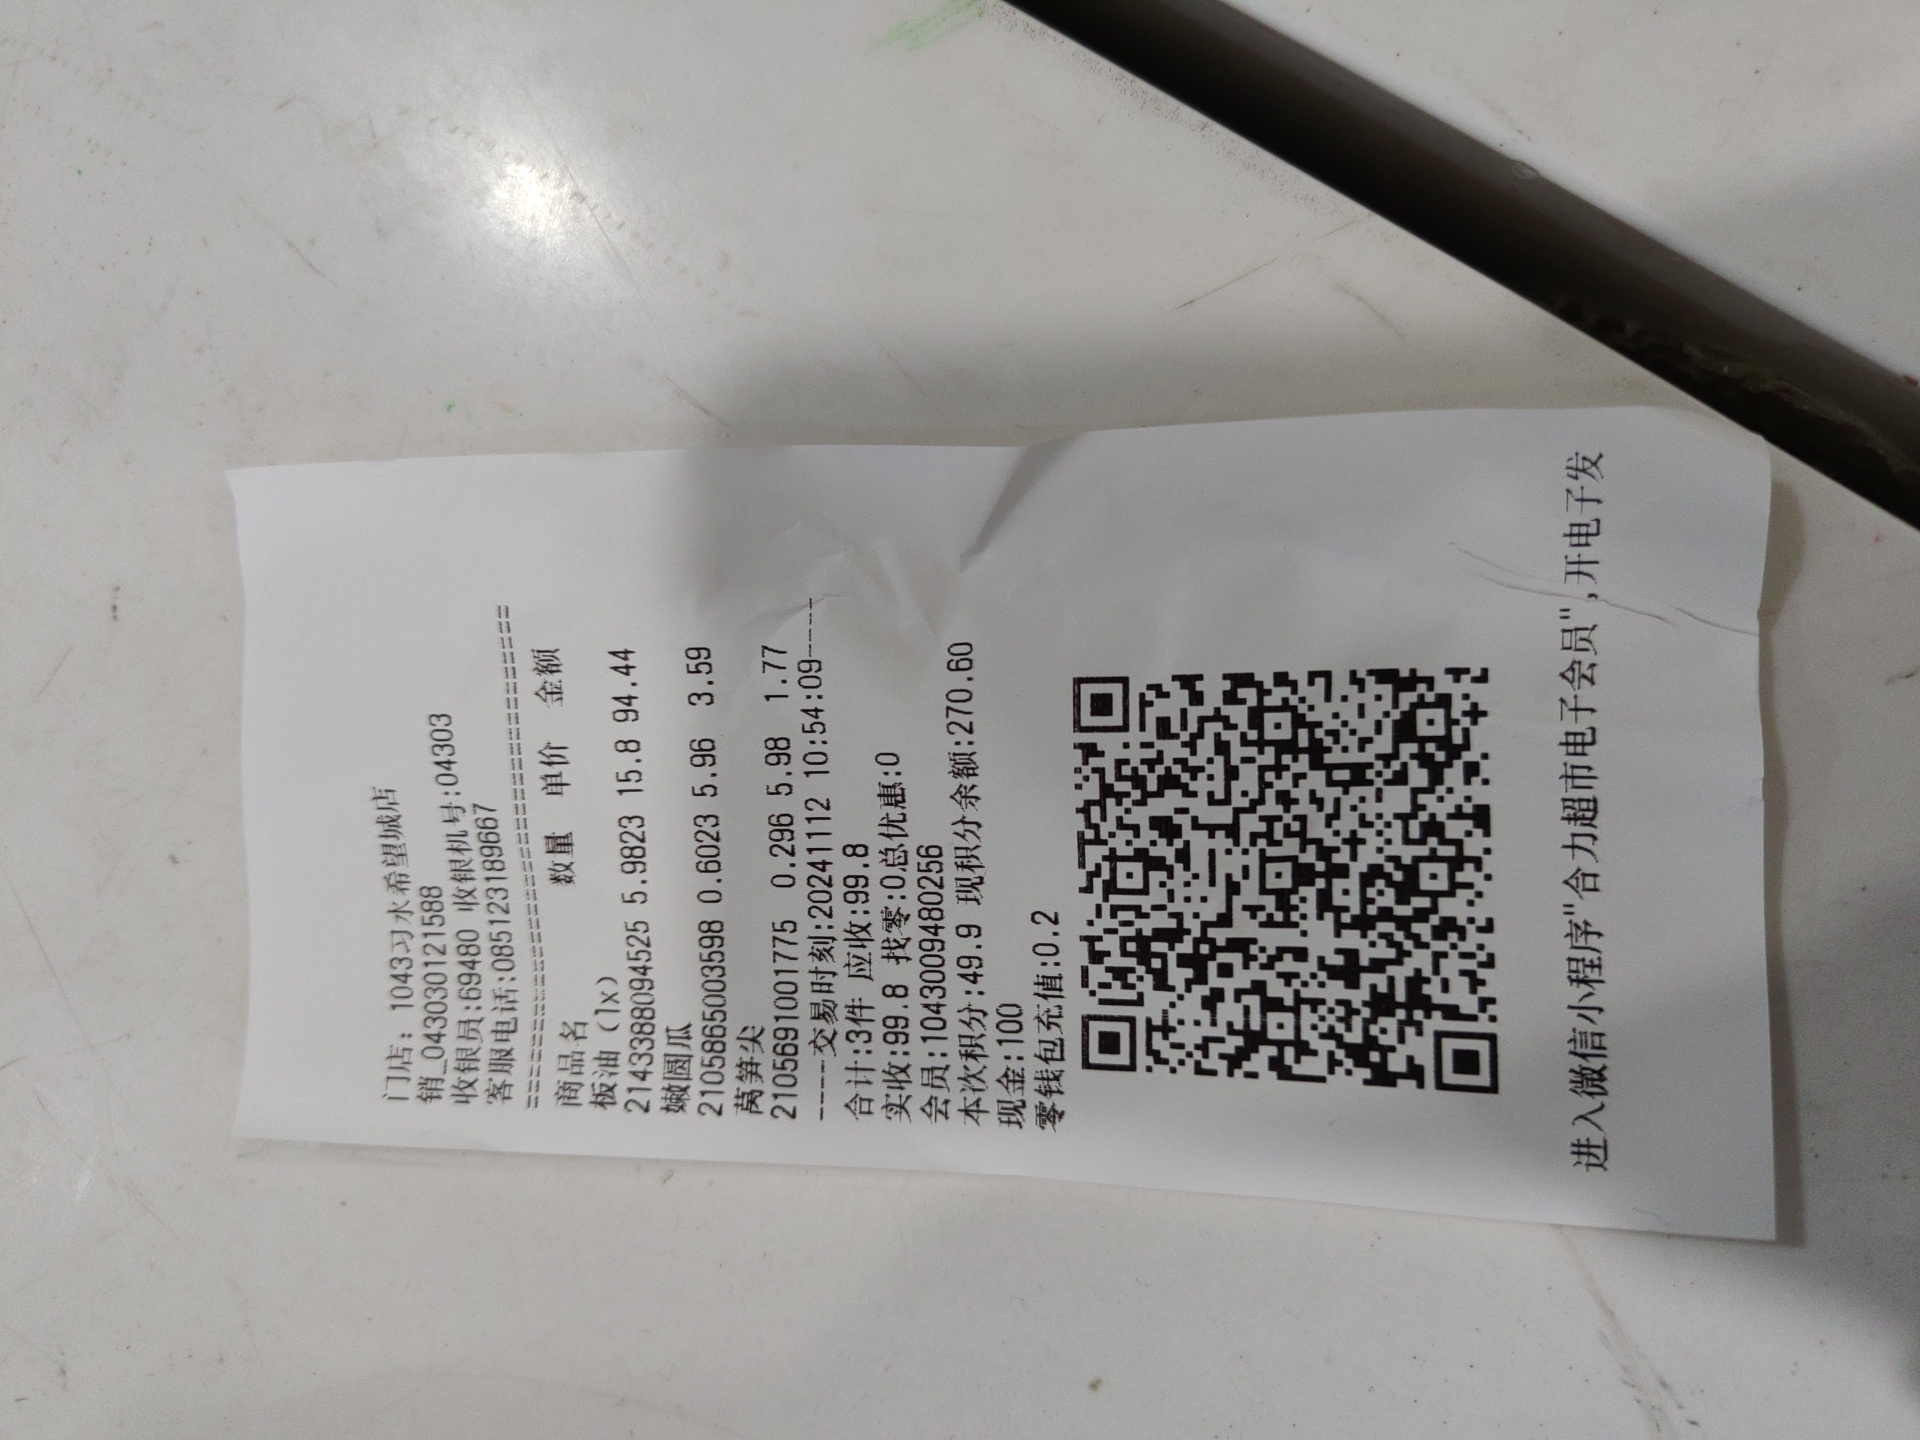 门店: 1043习水希望城店
销_043030121588
收银员:69480 收银机号:04303
客服电话:085123189667
================================
商品名 数量 单价 金额
板油（lx）
2143388094525 5.9823 15.8 94.44
嫩圆瓜
2105865003598 0.6023 5.96 3.59
莴笋尖
2105691001775 0.296 5.98 1.77
-----交易时刻:20241112 10:54:09-----
合计:3件 应收:99.8
实收:99.8 找零:0总优惠:0
会员:1043009480256
本次积分:49.9 现积分余额:270.60
现金:100
零钱包充值:0.2
进入微信小程序"合力超市电子会员",开电子发